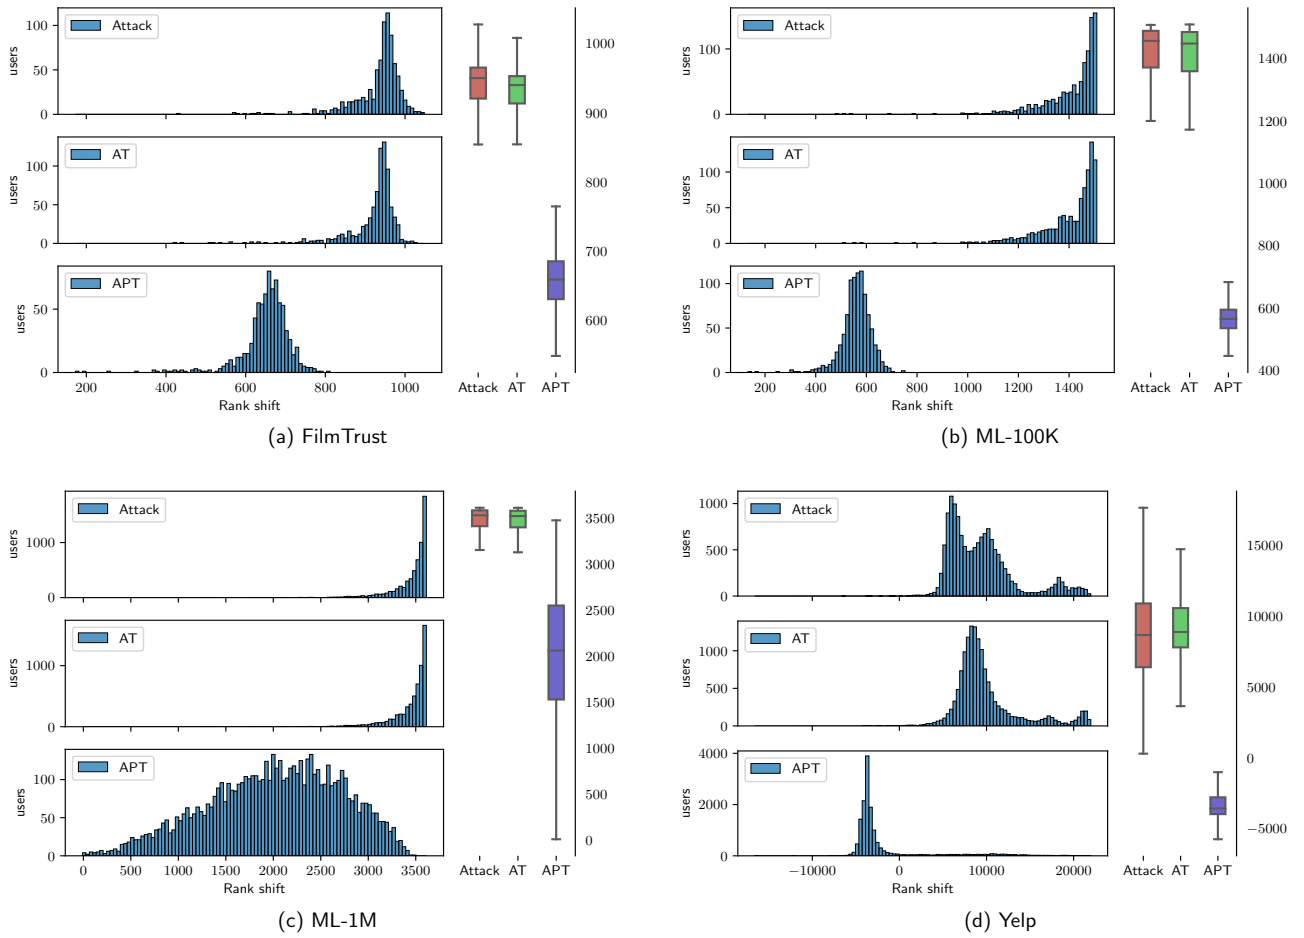 users
100
50
0
Attack
users
100
50
0
AT
users
50
0
APT
200
400
600
800
1000
Rank shift
1000
900
800
700
600
Attack
AT
APT
(a) FilmTrust
users
100
0
Attack
users
100
50
0
AT
users
100
50
0
APT
200
400
600
800
1000
1200
1400
Rank shift
1400
1200
1000
800
600
400
Attack
AT
APT
(b) ML-100K
users
1000
0
Attack
users
1000
0
AT
users
100
50
0
APT
0
500
1000
1500
2000
2500
3000
3500
Rank shift
3500
3000
2500
2000
1500
1000
500
0
Attack
AT
APT
(c) ML-1M
users
1000
500
0
Attack
users
1000
500
0
AT
users
4000
2000
0
APT
−10000
0
10000
20000
Rank shift
15000
10000
5000
0
−5000
Attack
AT
APT
(d) Yelp